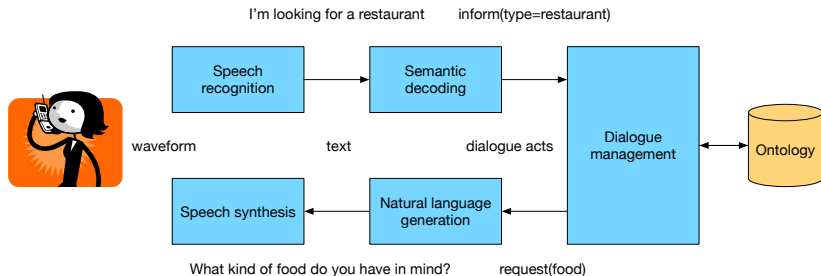 I'm looking for a restaurant
inform(type=restaurant)
Speech
recognition
Semantic
decoding
waveform
text
dialogue acts
Dialogue
management
Ontology
Speech synthesis
Natural language
generation
What kind of food do you have in mind?
request(food)